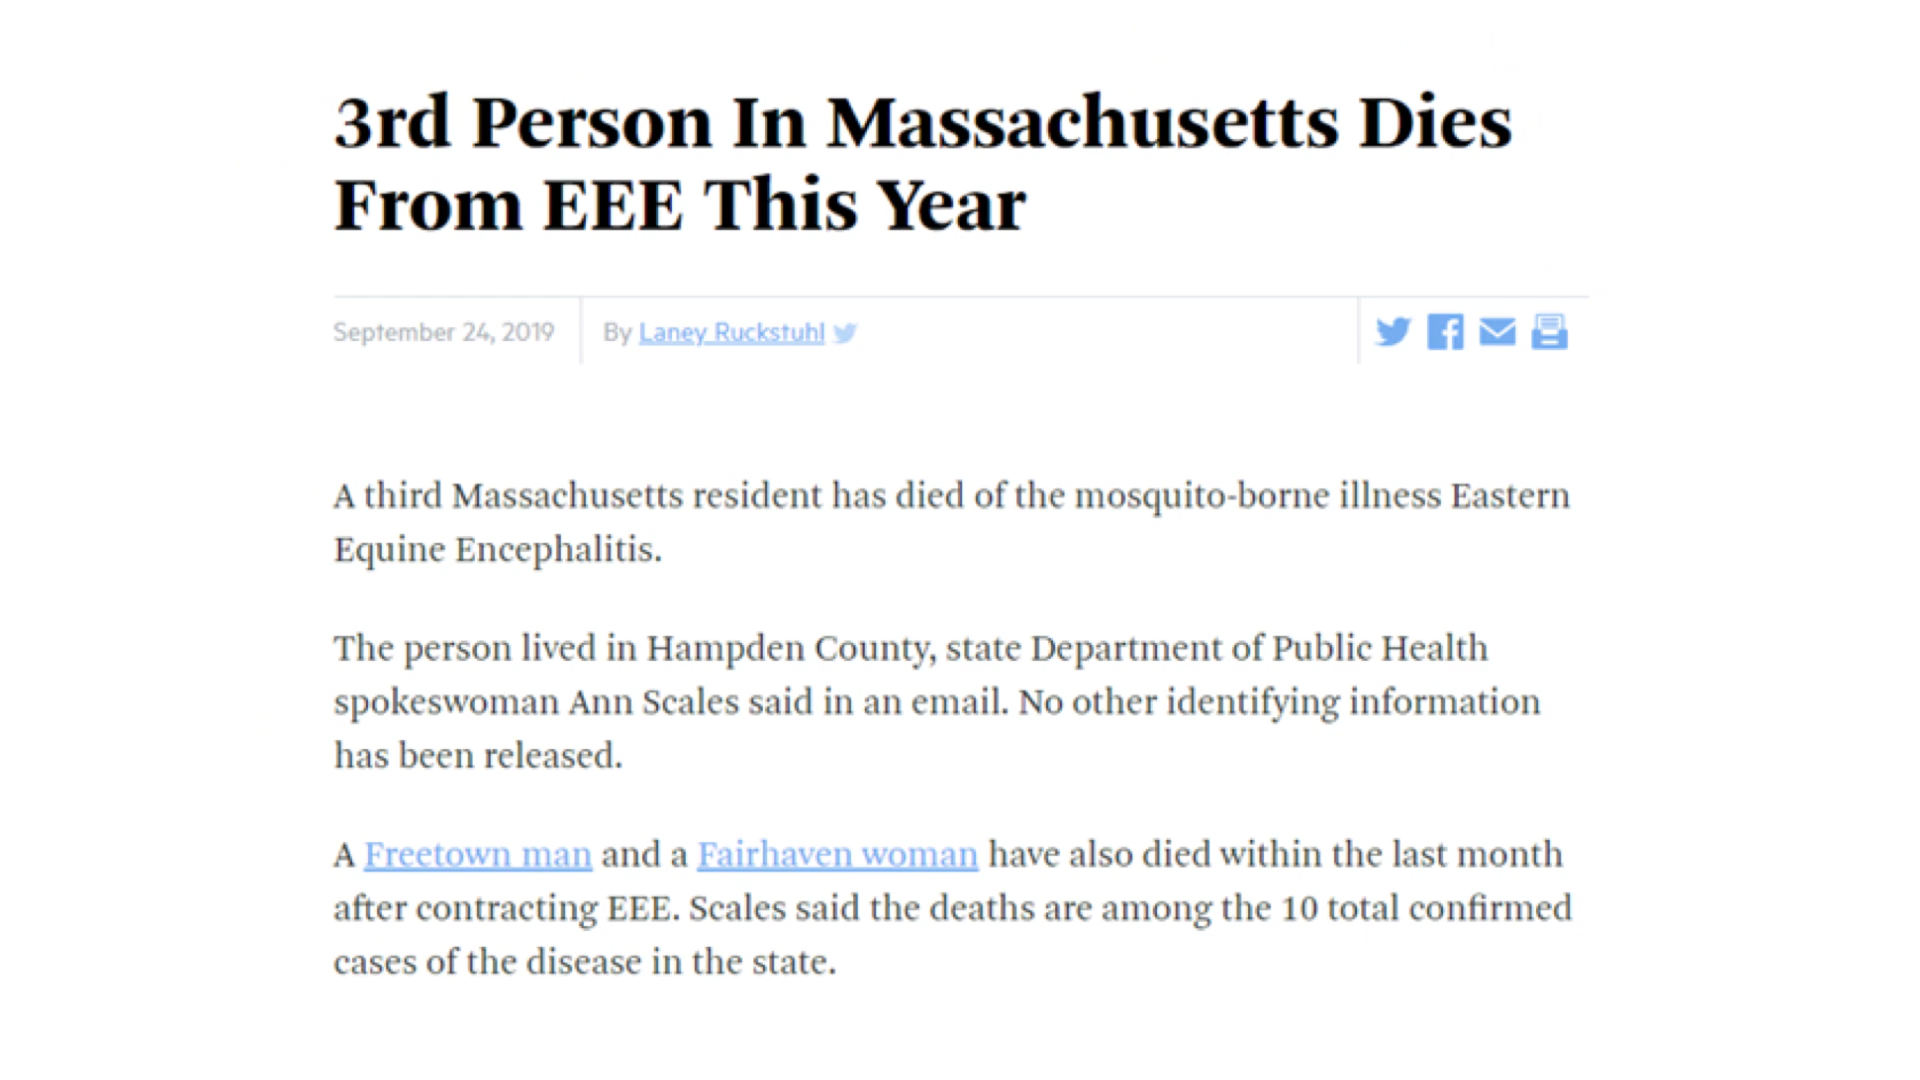 3rd Person In Massachusetts Dies
From EEE This Year
September 24, 2019
By Laney Ruckstuhl
A third Massachusetts resident has died of the mosquito-borne illness Eastern
Equine Encephalitis.
The person lived in Hampden County, state Department of Public Health
spokeswoman Ann Scales said in an email. No other identifying information
has been released.
A Freetown man and a Fairhaven woman have also died within the last month
after contracting EEE. Scales said the deaths are among the 10 total confirmed
cases of the disease in the state.